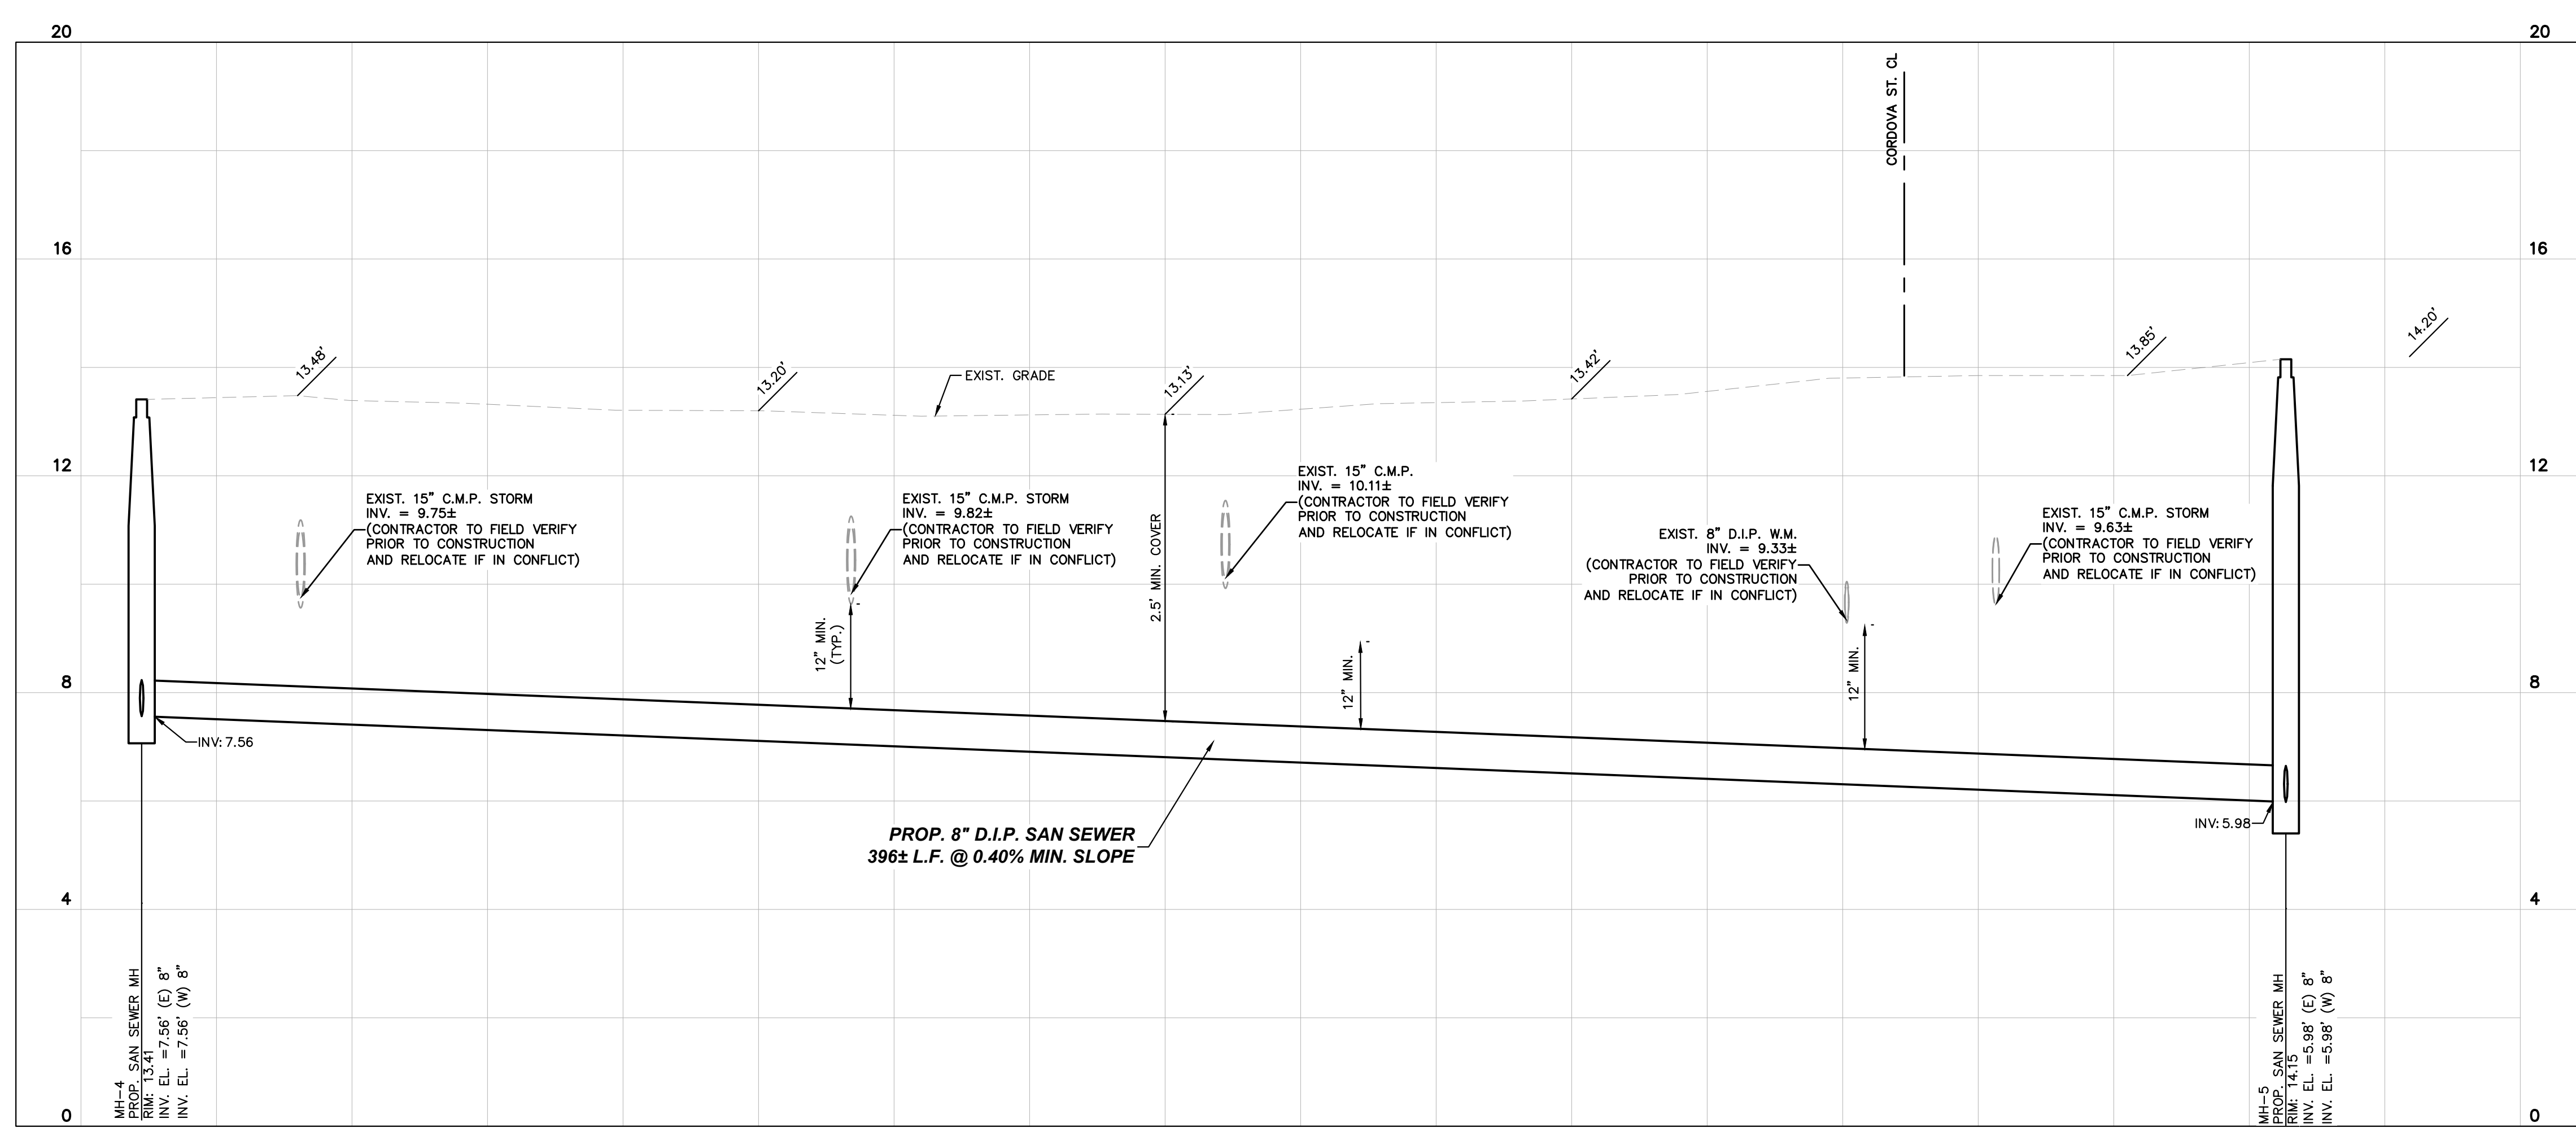 20
20
CORDOVA ST. CL
16
16
14.20'
13.48'
13.20'
EXIST. GRADE
13.13'
13.42'
13.85'
12
12
EXIST. 15" C.M.P. STORM
INV. = 9.75±
(CONTRACTOR TO FIELD VERIFY
PRIOR TO CONSTRUCTION
AND RELOCATE IF IN CONFLICT)
EXIST. 15" C.M.P. STORM
INV. = 9.82±
(CONTRACTOR TO FIELD VERIFY
PRIOR TO CONSTRUCTION
AND RELOCATE IF IN CONFLICT)
2.5' MIN. COVER
EXIST. 15" C.M.P.
INV. = 10.11±
(CONTRACTOR TO FIELD VERIFY
PRIOR TO CONSTRUCTION
AND RELOCATE IF IN CONFLICT)
EXIST. 8" D.I.P. W.M.
INV. = 9.33±
(CONTRACTOR TO FIELD VERIFY
PRIOR TO CONSTRUCTION
AND RELOCATE IF IN CONFLICT)
EXIST. 15" C.M.P. STORM
INV. = 9.63±
(CONTRACTOR TO FIELD VERIFY
PRIOR TO CONSTRUCTION
AND RELOCATE IF IN CONFLICT)
12" MIN.
(TYP.)
12" MIN.
12" MIN.
8
8
INV: 7.56
INV: 5.98
PROP. 8" D.I.P. SAN SEWER
396± L.F. @ 0.40% MIN. SLOPE
4
4
MH-4
PROP. SAN SEWER MH
RIM: 13.41
INV. EL. =7.56' (E) 8"
INV. EL. =7.56' (W) 8"
MH-5
PROP. SAN SEWER MH
RIM: 14.15
INV. EL. =5.98' (E) 8"
INV. EL. =5.98' (W) 8"
0
0